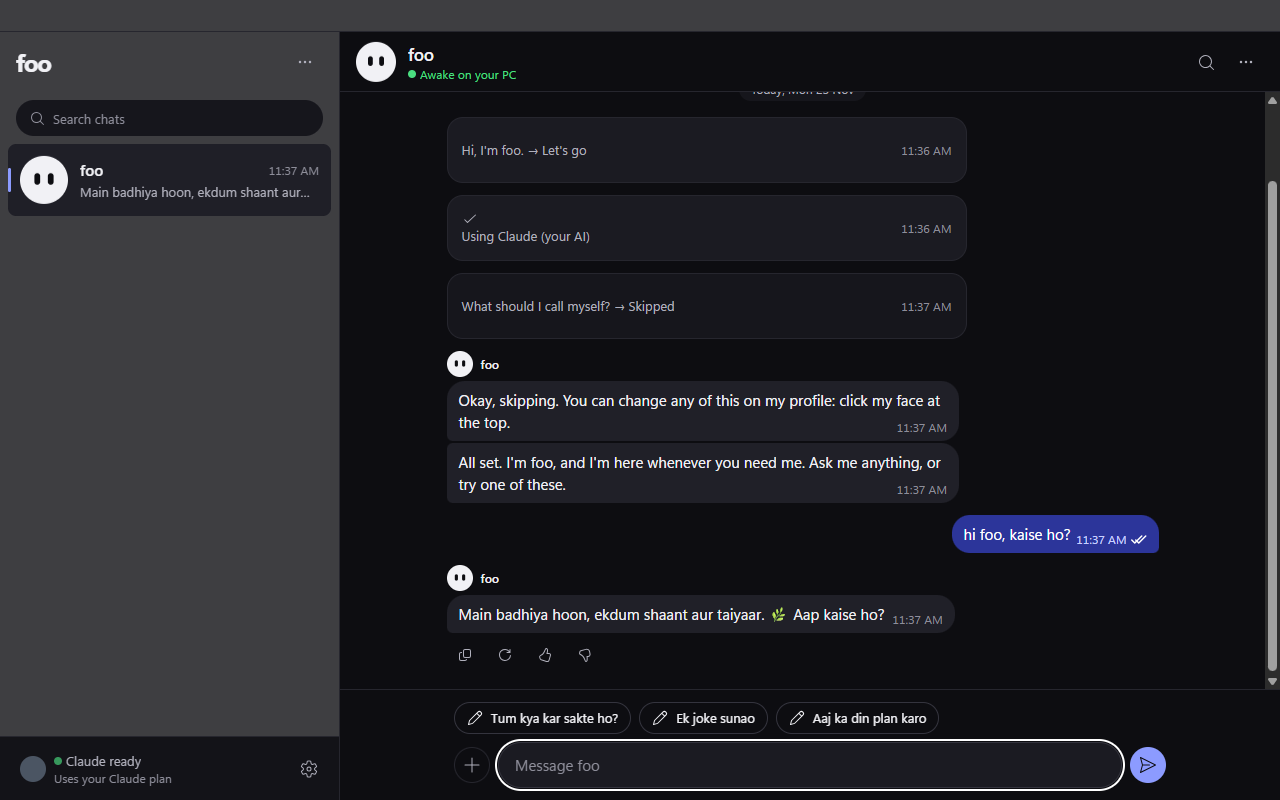 foo
Search chats
foo 11:37 AM
Main badhiya hoon, ekdum shaant aur...
Claude ready
Uses your Claude plan
foo
Awake on your PC
Today, Mon 23 Nov
Hi, I'm foo. → Let's go 11:36 AM
Using Claude (your AI) 11:36 AM
What should I call myself? → Skipped 11:37 AM
foo
Okay, skipping. You can change any of this on my profile: click my face at
the top. 11:37 AM
All set. I'm foo, and I'm here whenever you need me. Ask me anything, or
try one of these. 11:37 AM
hi foo, kaise ho? 11:37 AM
foo
Main badhiya hoon, ekdum shaant aur taiyaar. 🌿 Aap kaise ho? 11:37 AM
Tum kya kar sakte ho? Ek joke sunao Aaj ka din plan karo
Message foo